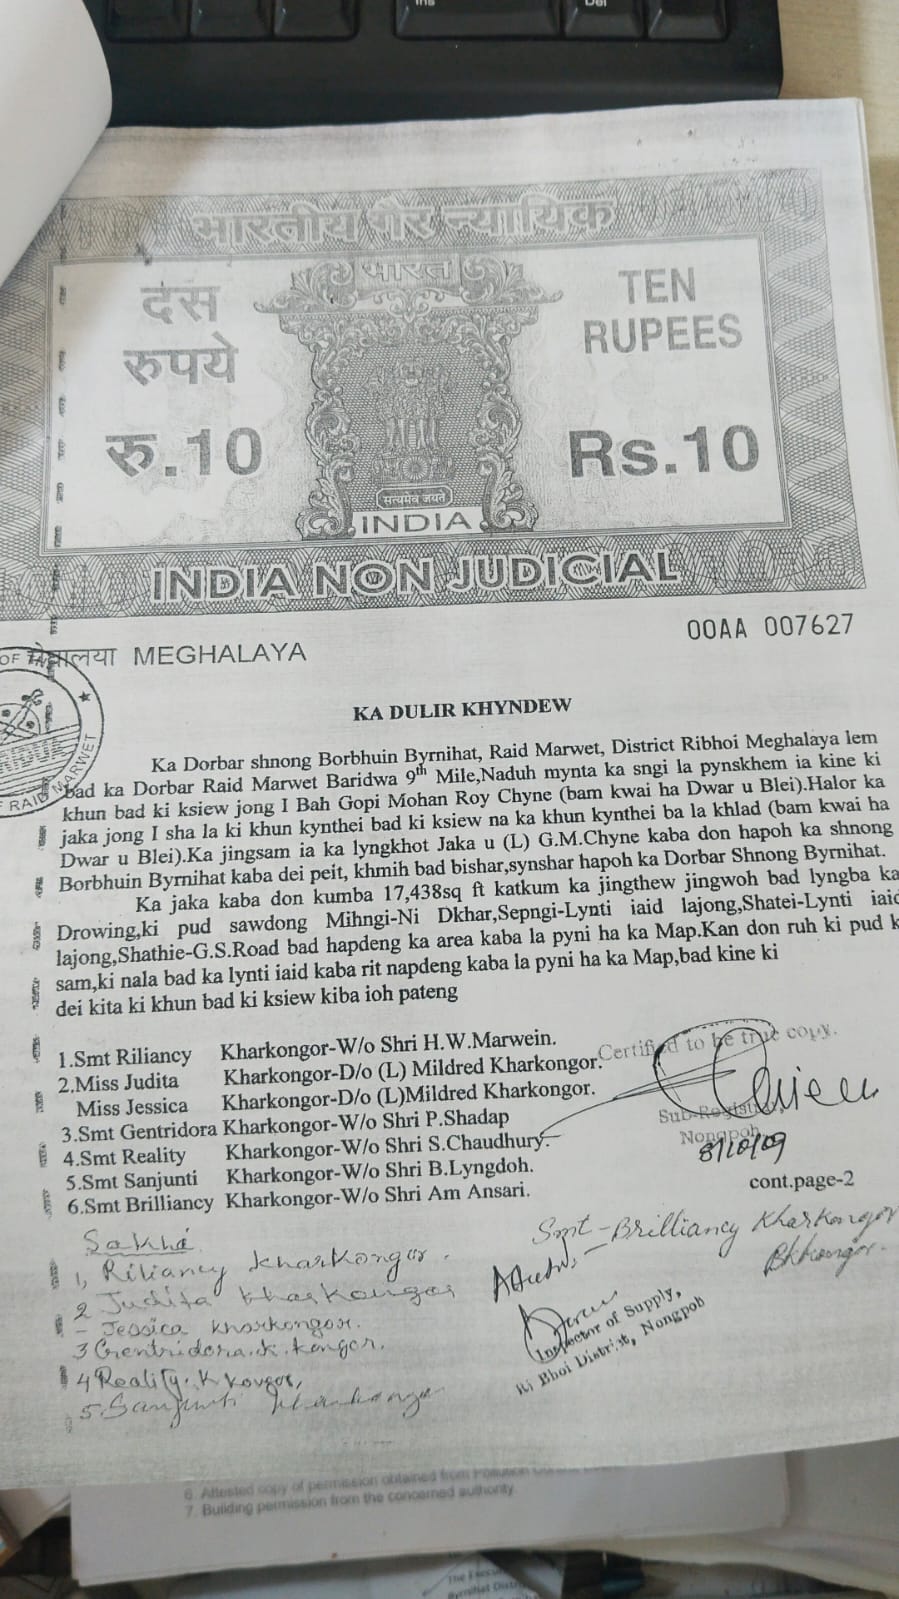 Ins
Del
भारतीय गैर न्यायिक
भारत
दस
रुपये
रु.10
TEN
RUPEES
Rs.10
सत्यमेव जयते
INDIA
INDIA NON JUDICIAL
मेघालया MEGHALAYA
00AA 007627
RAID MARWET
KA DULIR KHYNDEW
Ka Dorbar shnong Borbhuin Byrnihat, Raid Marwet, District Ribhoi Meghalaya lem
bad ka Dorbar Raid Marwet Baridwa 9th Mile,Naduh mynta ka sngi la pynskhem ia kine ki
khun bad ki ksiew jong I Bah Gopi Mohan Roy Chyne (bam kwai ha Dwar u Blei).Halor ka
jaka jong I sha la ki khun kynthei bad ki ksiew na ka khun kynthei ba la khlad (bam kwai ha
Dwar u Blei).Ka jingsam ia ka lyngkhot Jaka u (L) G.M.Chyne kaba don hapoh ka shnong
Borbhuin Byrnihat kaba dei peit, khmih bad bishar,synshar hapoh ka Dorbar Shnong Byrnihat.
Ka jaka kaba don kumba 17,438sq ft katkum ka jingthew jingwoh bad lyngba ka
Drowing,ki pud sawdong Mihngi-Ni Dkhar,Sepngi-Lynti iaid lajong,Shatei-Lynti iaid
lajong,Shathie-G.S.Road bad hapdeng ka area kaba la pyni ha ka Map.Kan don ruh ki pud k
sam,ki nala bad ka lynti iaid kaba rit napdeng kaba la pyni ha ka Map,bad kine ki
dei kita ki khun bad ki ksiew kiba ioh pateng
1.Smt Riliancy Kharkongor-W/o Shri H.W.Marwein.
2.Miss Judita Kharkongor-D/o (L) Mildred Kharkongor.
Miss Jessica Kharkongor-D/o (L)Mildred Kharkongor.
3.Smt Gentridora Kharkongor-W/o Shri P.Shadap
4.Smt Reality Kharkongor-W/o Shri S.Chaudhury.
5.Smt Sanjunti Kharkongor-W/o Shri B.Lyngdoh.
6.Smt Brilliancy Kharkongor-W/o Shri Am Ansari.
Certified to be true copy.
Sub-Registrar,
Nongpoh
8/10/09
cont.page-2
Sakhi
1, Riliancy Kharkongor.
2 Judita Kharkongor
- Jessica Kharkongor.
3 Gentridora.K.Kongor.
4 Reality.K Kongor,
5.Sanjunti Kharkongor
Smt - Brilliancy Kharkongor
Inspector of Supply,
Ri Bhoi District, Nongpoh
6. Attested copy of permission obtained from Pollution
7. Building permission from the concerned authority.